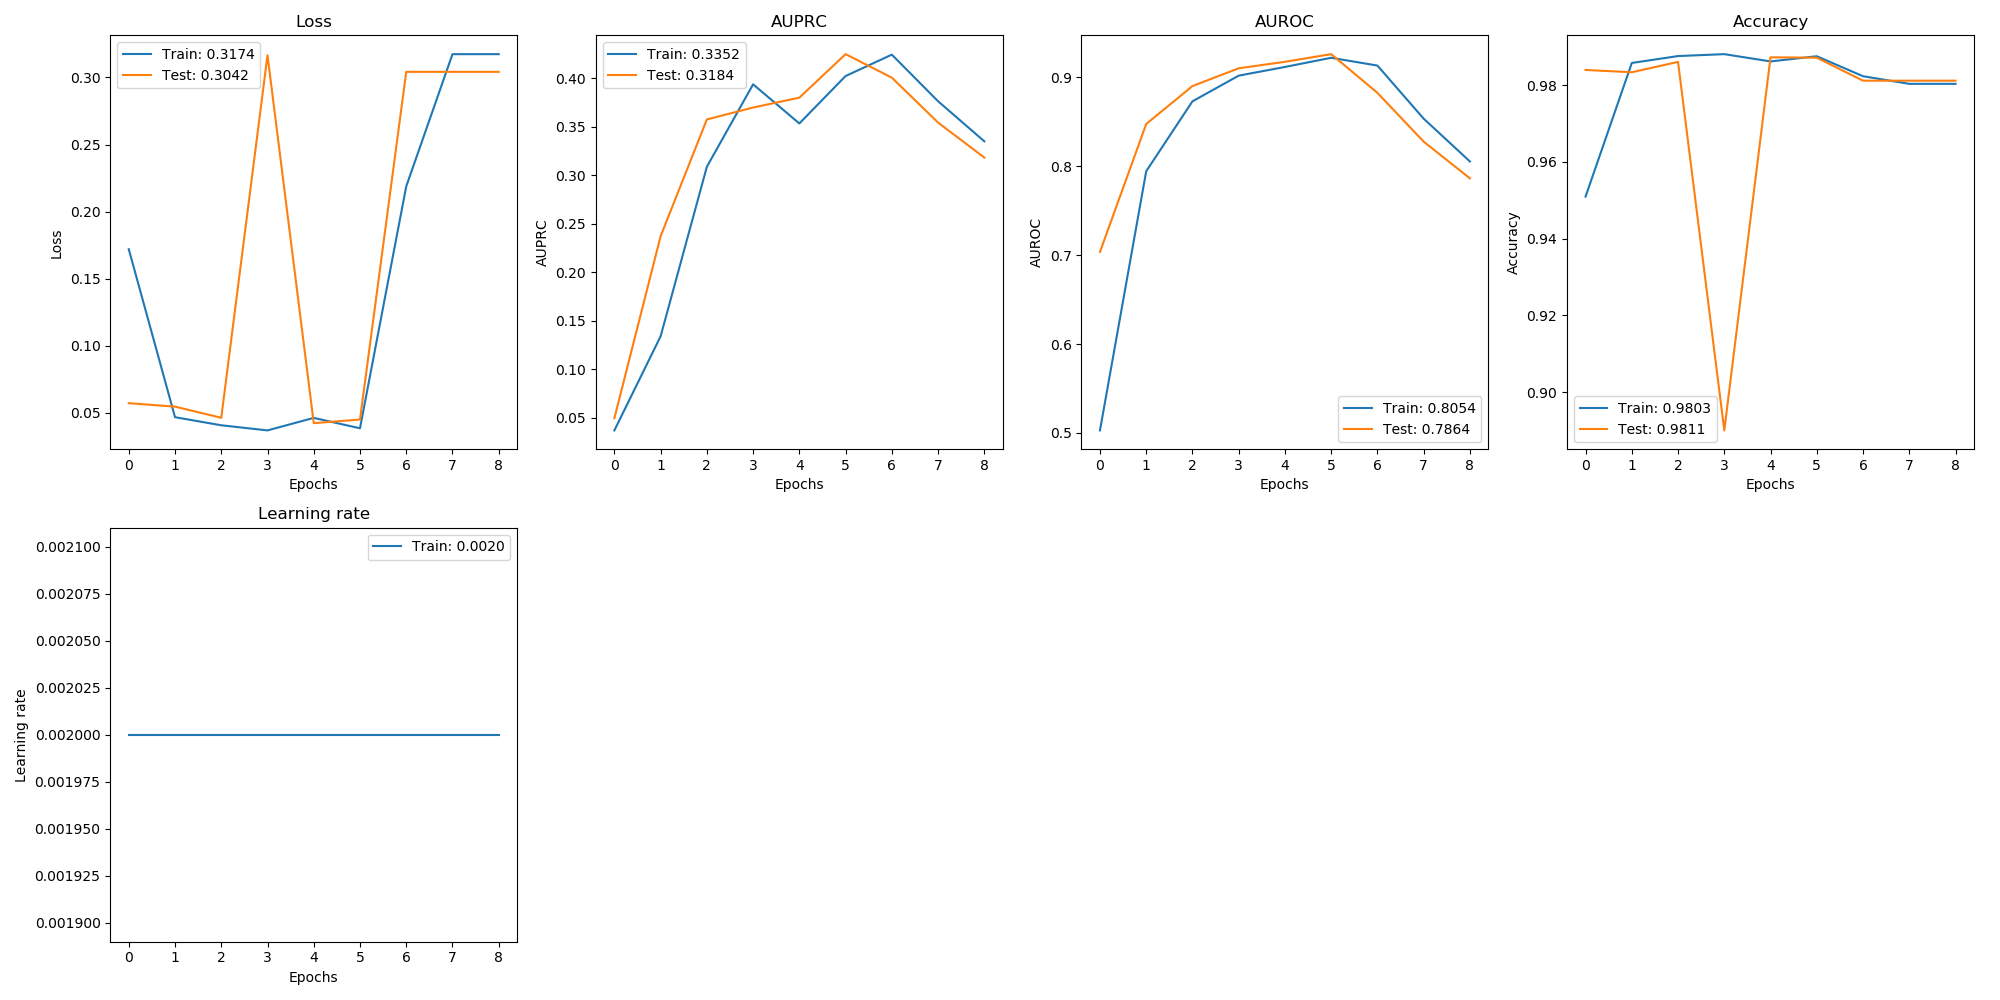 Loss
Train: 0.3174
Test: 0.3042
0.30
0.25
0.20
0.15
0.10
0.05
Loss
0 1 2 3 4 5 6 7 8
Epochs
AUPRC
Train: 0.3352
Test: 0.3184
0.40
0.35
0.30
0.25
0.20
0.15
0.10
0.05
AUPRC
0 1 2 3 4 5 6 7 8
Epochs
AUROC
0.9
0.8
0.7
0.6
0.5
AUROC
Train: 0.8054
Test: 0.7864
0 1 2 3 4 5 6 7 8
Epochs
Accuracy
0.98
0.96
0.94
0.92
0.90
Accuracy
Train: 0.9803
Test: 0.9811
0 1 2 3 4 5 6 7 8
Epochs
Learning rate
Train: 0.0020
0.002100
0.002075
0.002050
0.002025
0.002000
0.001975
0.001950
0.001925
0.001900
Learning rate
0 1 2 3 4 5 6 7 8
Epochs